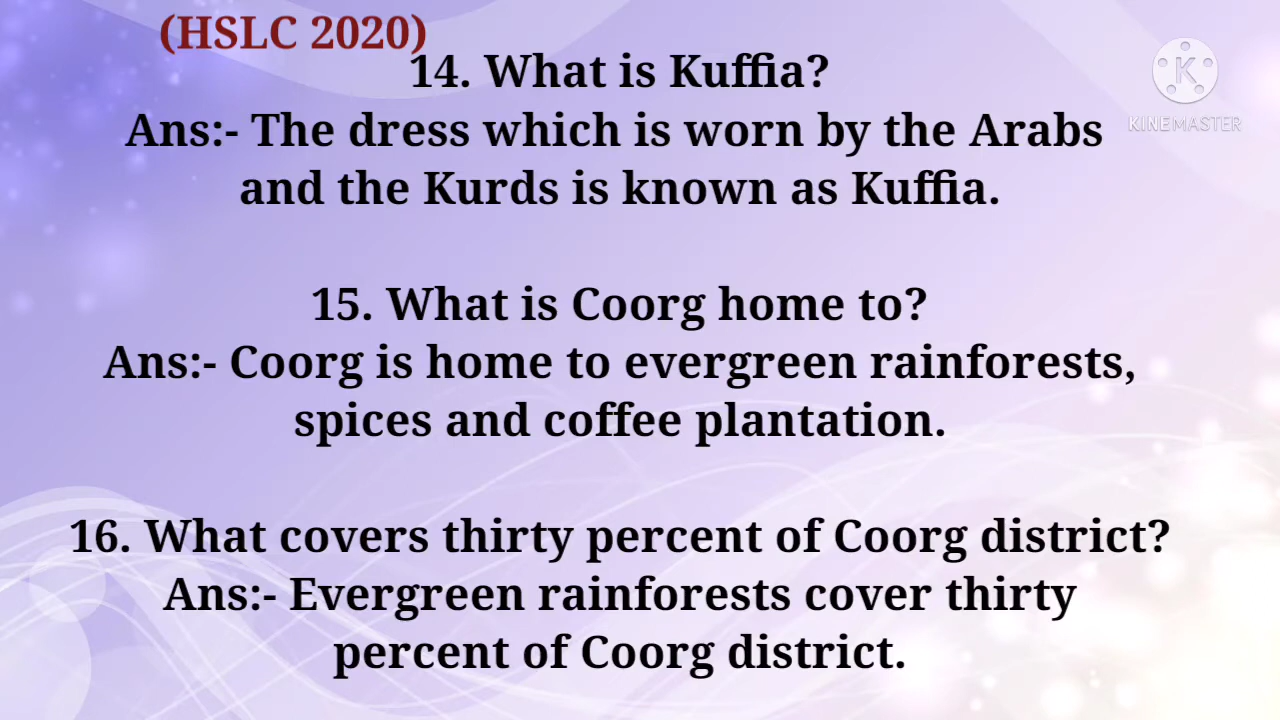 (HSLC 2020)
14. What is Kuffia?
Ans:- The dress which is worn by the Arabs
and the Kurds is known as Kuffia.
15. What is Coorg home to?
Ans:- Coorg is home to evergreen rainforests,
spices and coffee plantation.
16. What covers thirty percent of Coorg district?
Ans:- Evergreen rainforests cover thirty
percent of Coorg district.
K
KINEMASTER